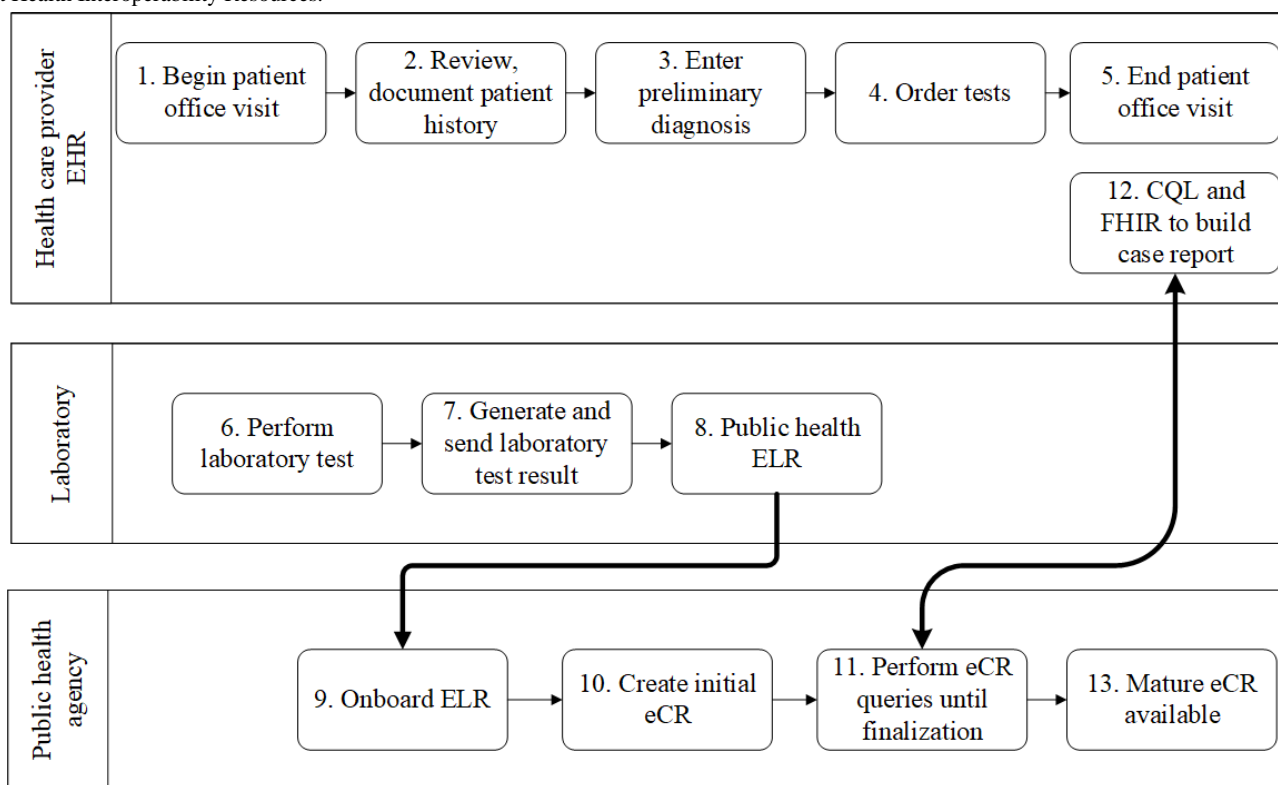 t Health Interoperability Resources.
Health care provider
EHR
1. Begin patient
office visit
2. Review,
document patient
history
3. Enter
preliminary
diagnosis
4. Order tests
5. End patient
office visit
12. CQL and
FHIR to build
case report
Laboratory
6. Perform
laboratory test
7. Generate and
send laboratory
test result
8. Public health
ELR
Public health
agency
9. Onboard ELR
10. Create initial
eCR
11. Perform eCR
queries until
finalization
13. Mature eCR
available